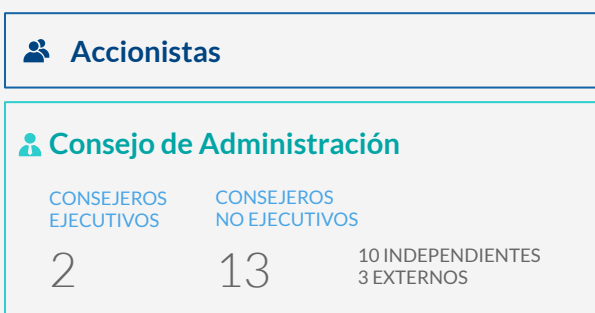 Accionistas
Consejo de Administración
CONSEJEROS
EJECUTIVOS
2
CONSEJEROS
NO EJECUTIVOS
13
10 INDEPENDIENTES
3 EXTERNOS